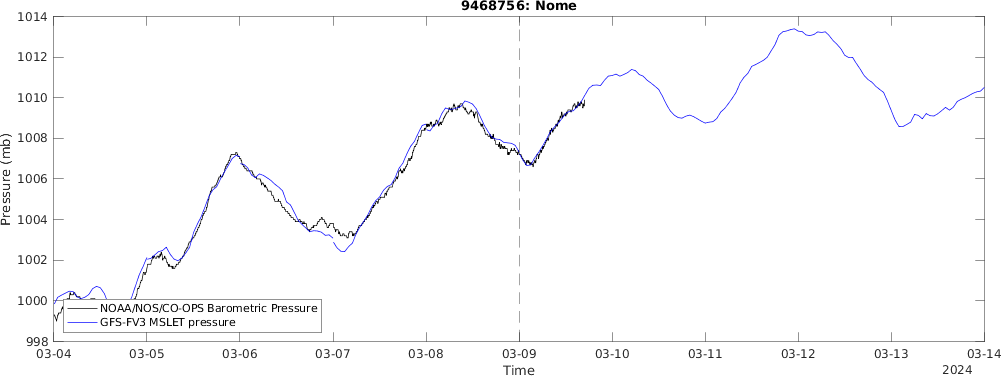 9468756: Nome
1014
1012
1010
1008
1006
1004
1002
1000
998
Pressure (mb)
NOAA/NOS/CO-OPS Barometric Pressure
GFS-FV3 MSLET pressure
03-04 03-05 03-06 03-07 03-08 03-09 03-10 03-11 03-12 03-13 03-14
Time
2024